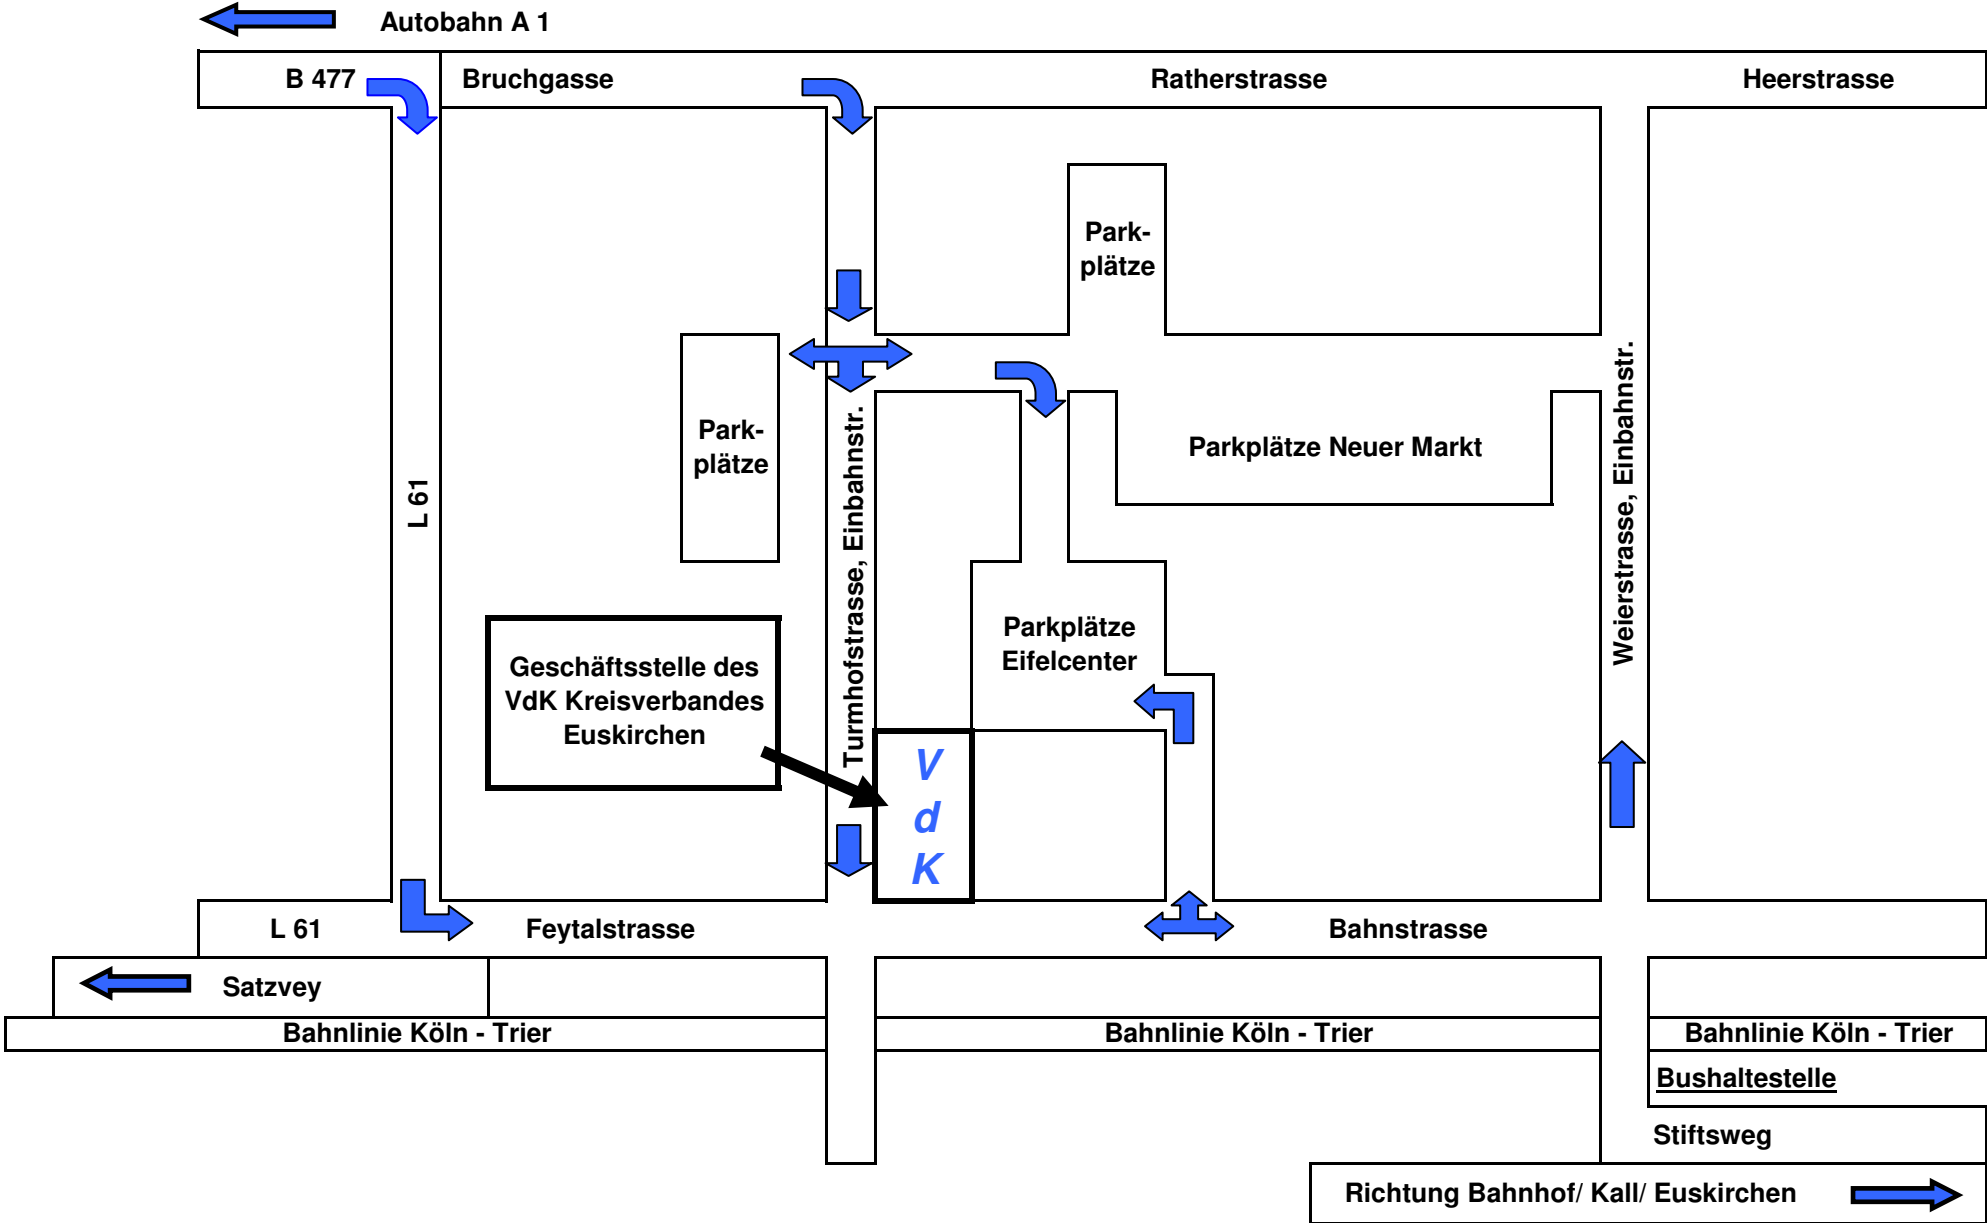 Autobahn A 1
B 477
Bruchgasse
Ratherstrasse
Heerstrasse
Park-
plätze
Park-
plätze
Parkplätze Neuer Markt
L 61
Turmhofstrasse, Einbahnstr.
Weierstrasse, Einbahnstr.
Parkplätze
Eifelcenter
Geschäftsstelle des
VdK Kreisverbandes
Euskirchen
V
d
K
L 61
Feytalstrasse
Bahnstrasse
Satzvey
Bahnlinie Köln - Trier
Bahnlinie Köln - Trier
Bahnlinie Köln - Trier
Bushaltestelle
Stiftsweg
Richtung Bahnhof/ Kall/ Euskirchen